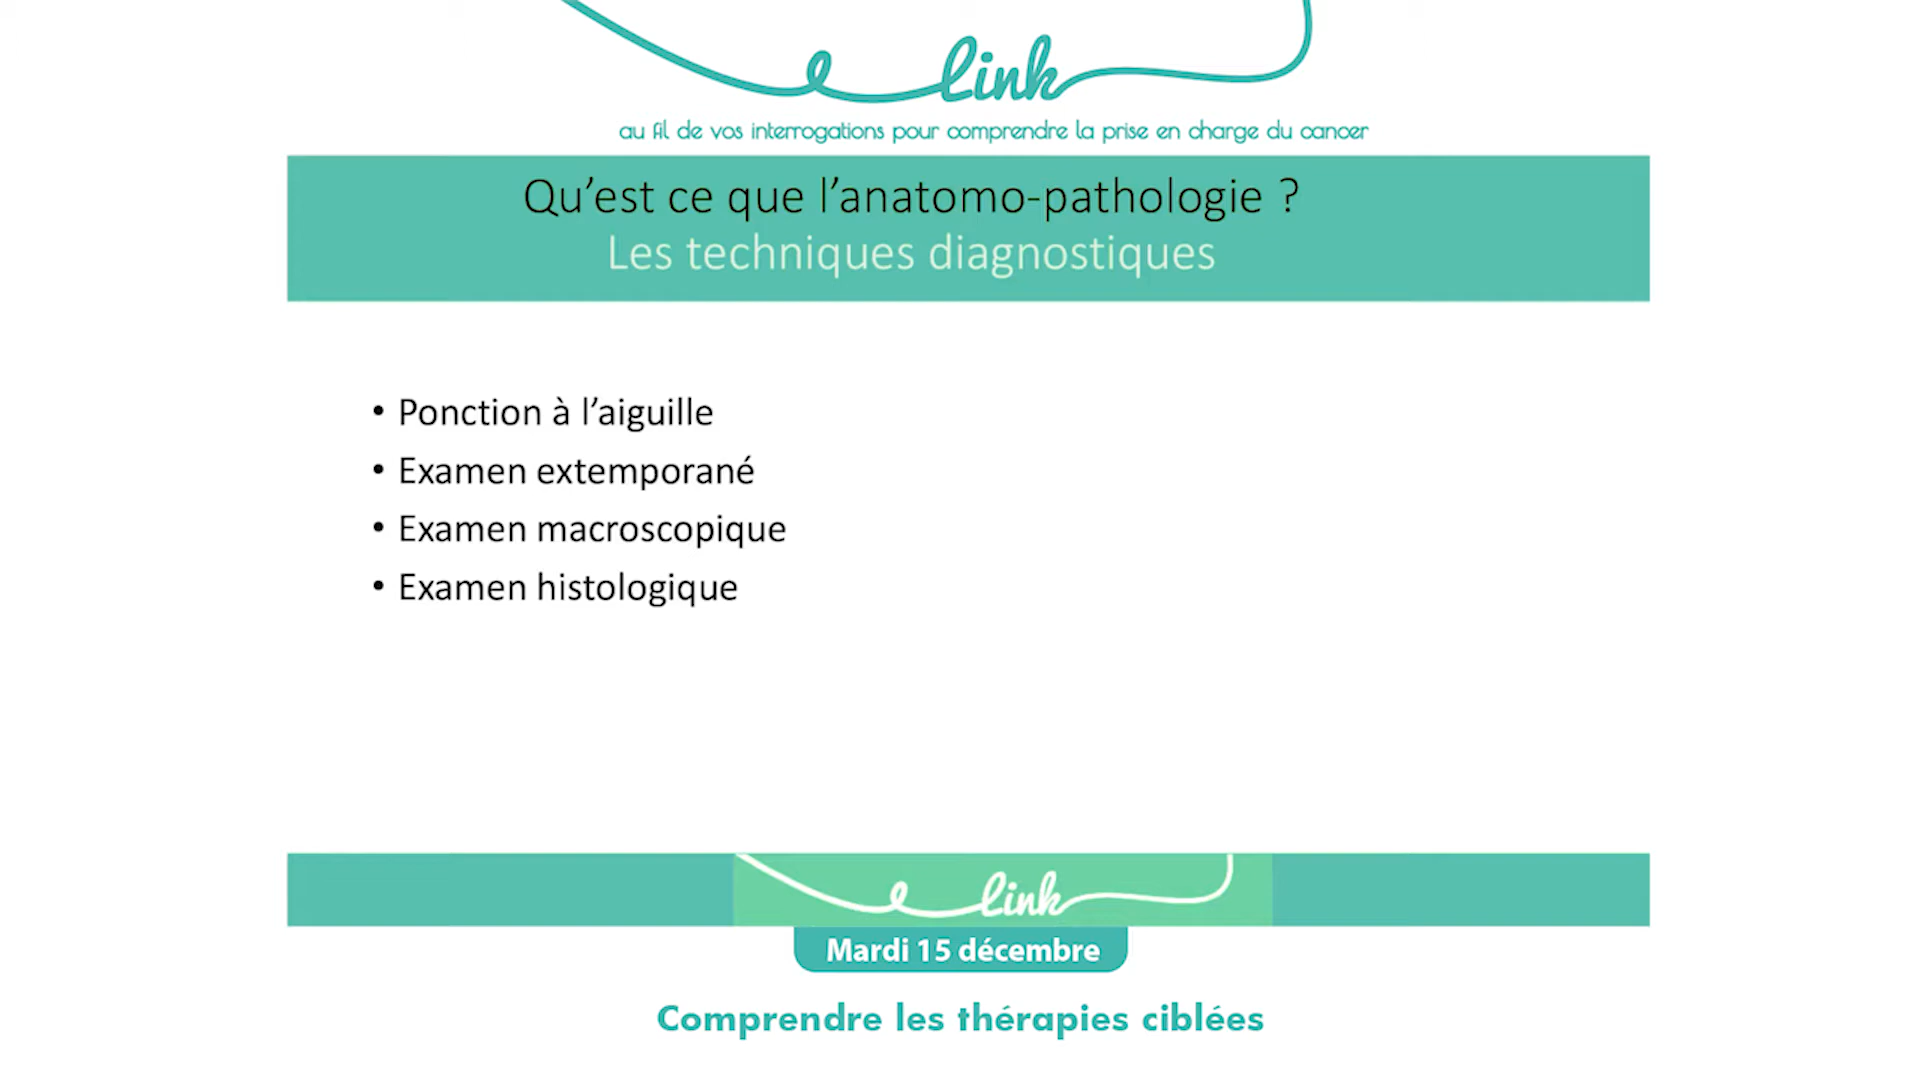 e link
au fil de vos interrogations pour comprendre la prise en charge du cancer
Qu’est ce que l’anatomo-pathologie ?
Les techniques diagnostiques
• Ponction à l’aiguille
• Examen extemporané
• Examen macroscopique
• Examen histologique
e link
Mardi 15 décembre
Comprendre les thérapies ciblées